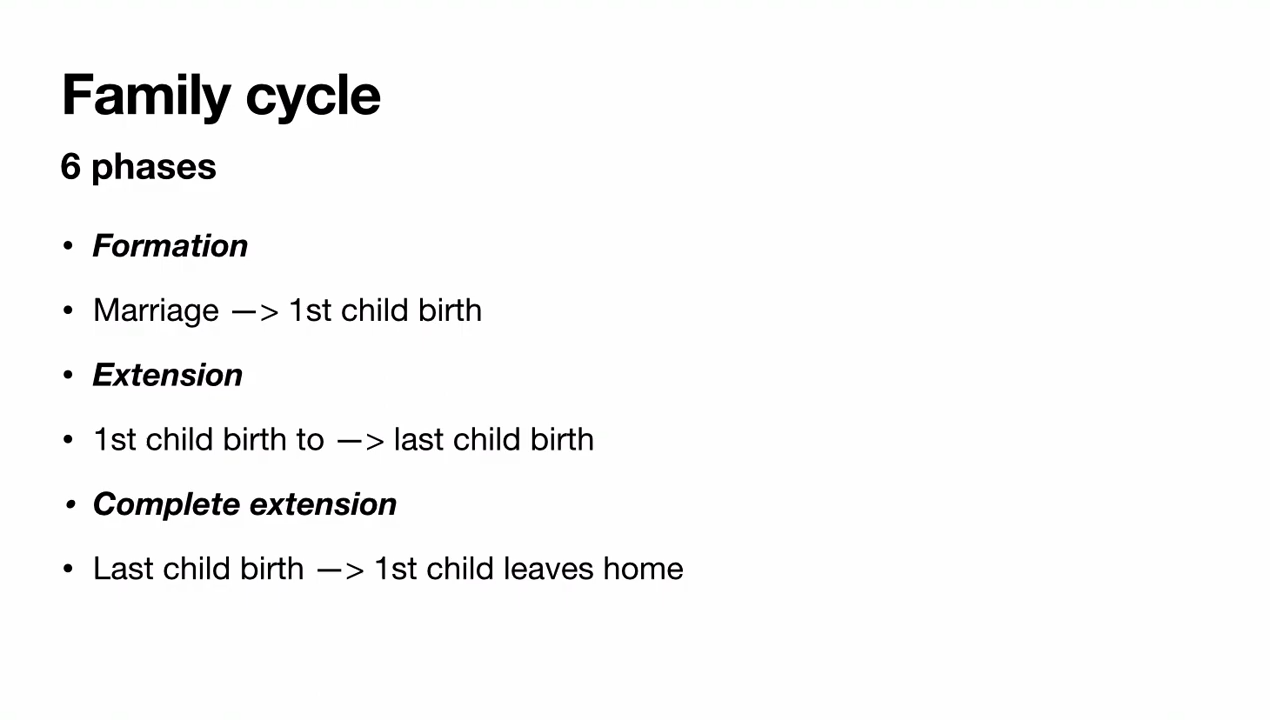 Family cycle
6 phases
• Formation
• Marriage —> 1st child birth
• Extension
• 1st child birth to —> last child birth
• Complete extension
• Last child birth —> 1st child leaves home